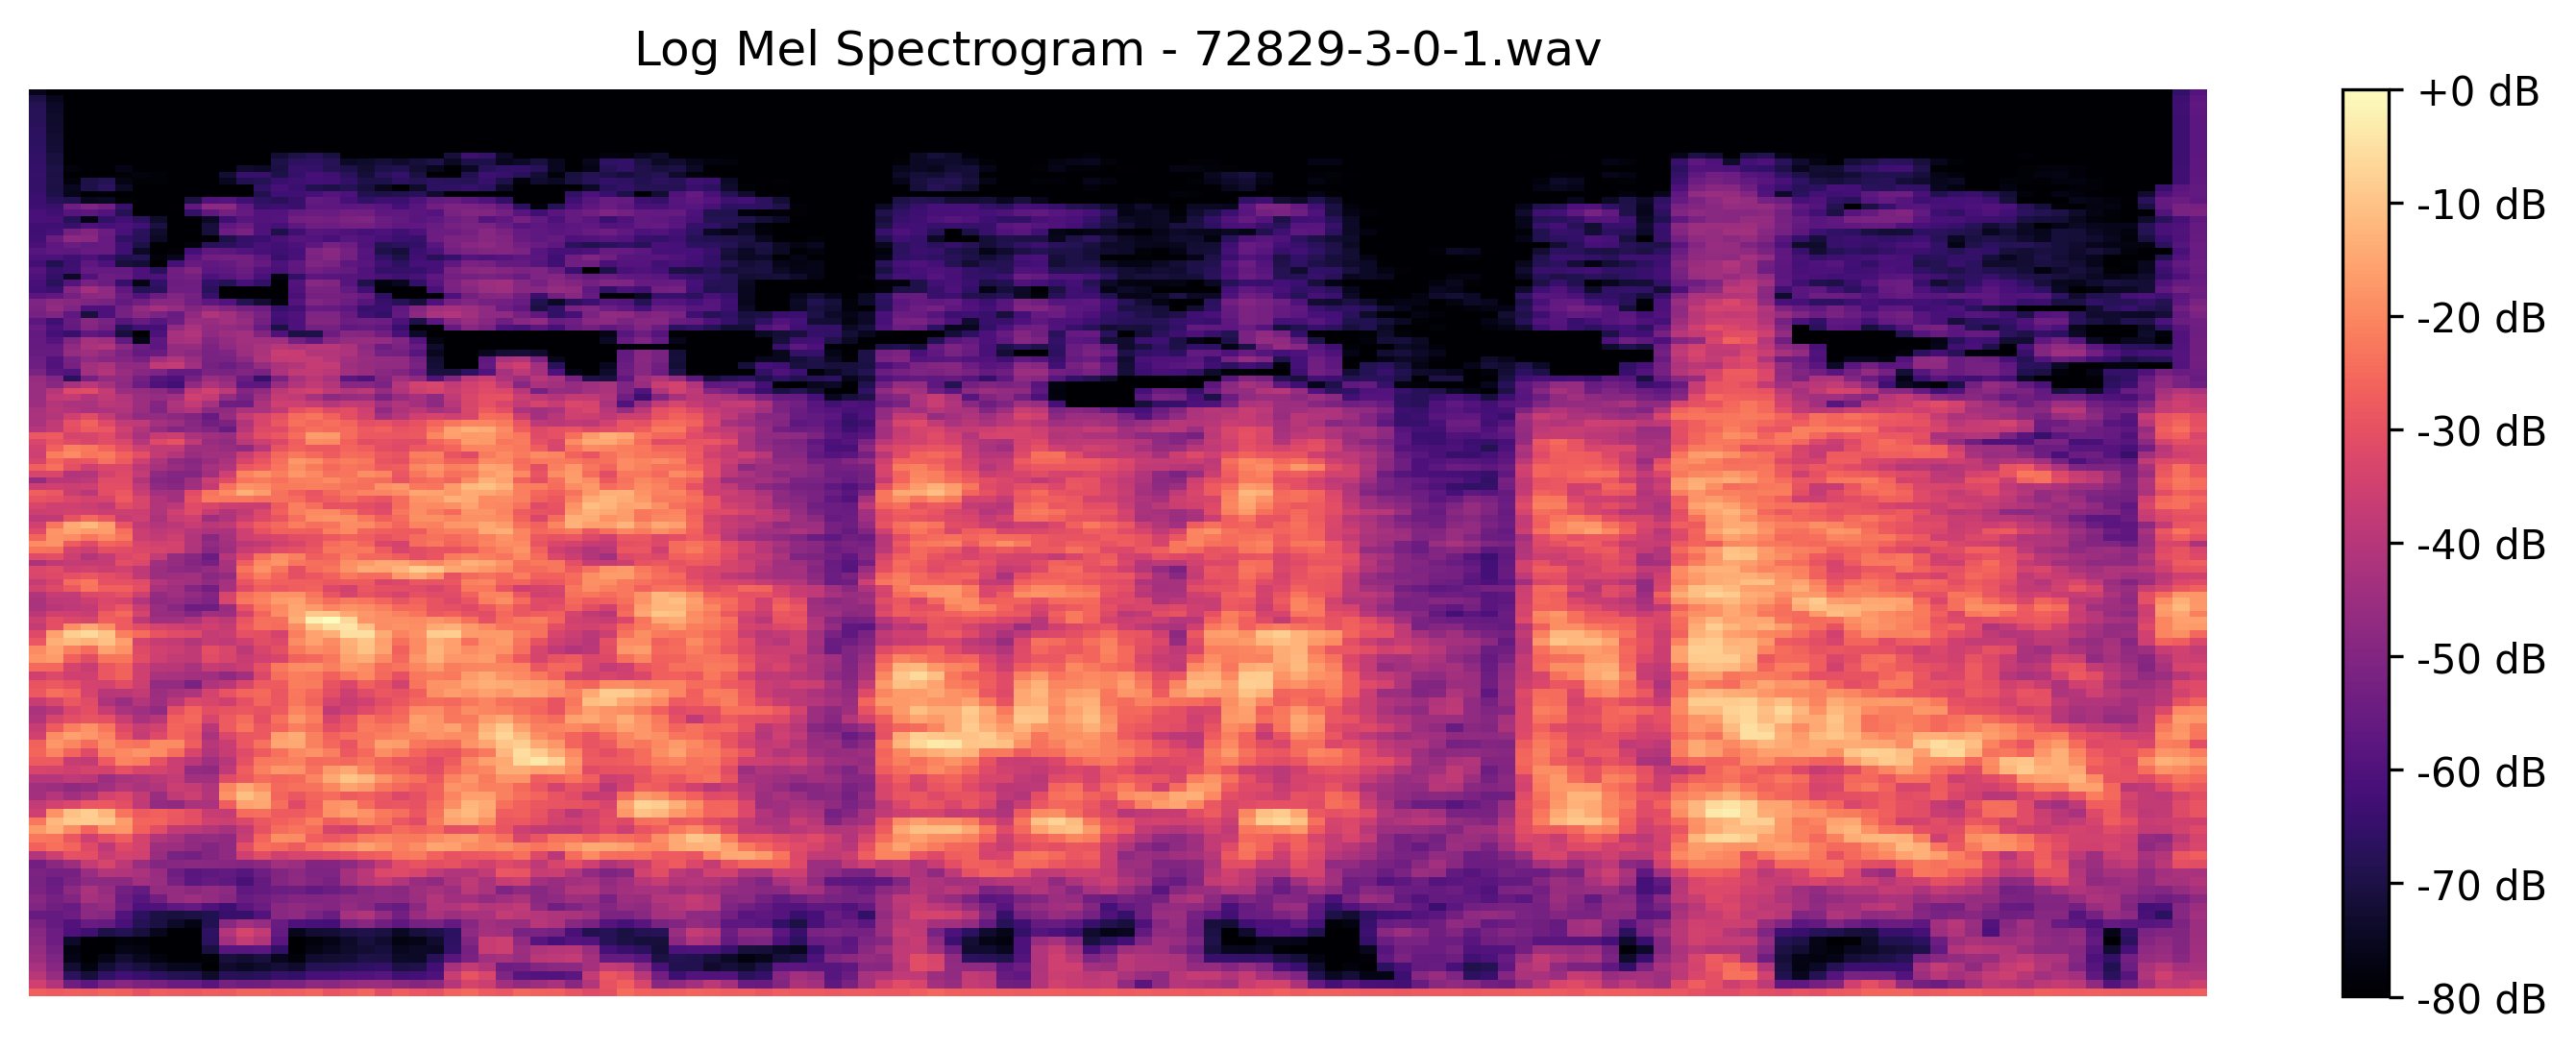 Log Mel Spectrogram - 72829-3-0-1.wav
+0 dB
-10 dB
-20 dB
-30 dB
-40 dB
-50 dB
-60 dB
-70 dB
-80 dB